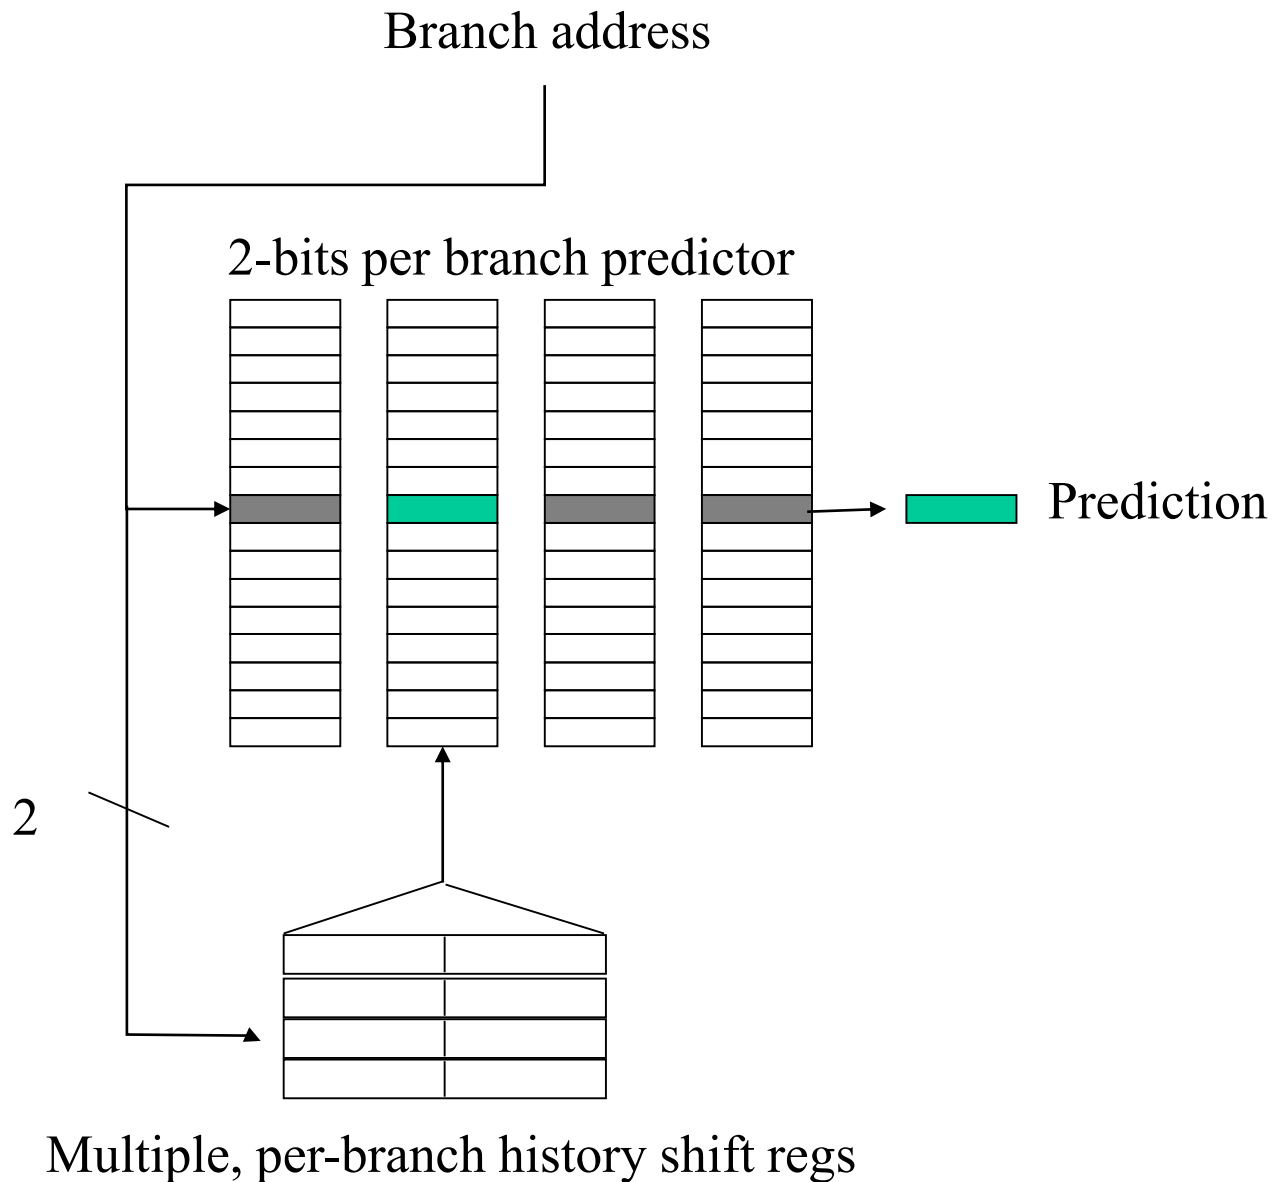 Branch address
2-bits per branch predictor
Prediction
2
Multiple, per-branch history shift regs